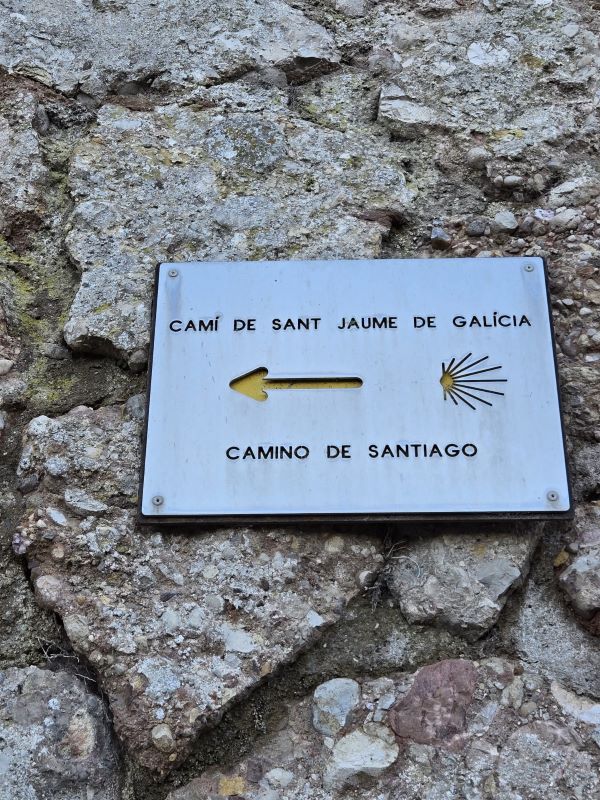 CAMÍ DE SANT JAUME DE GALÍCIA
CAMINO DE SANTIAGO